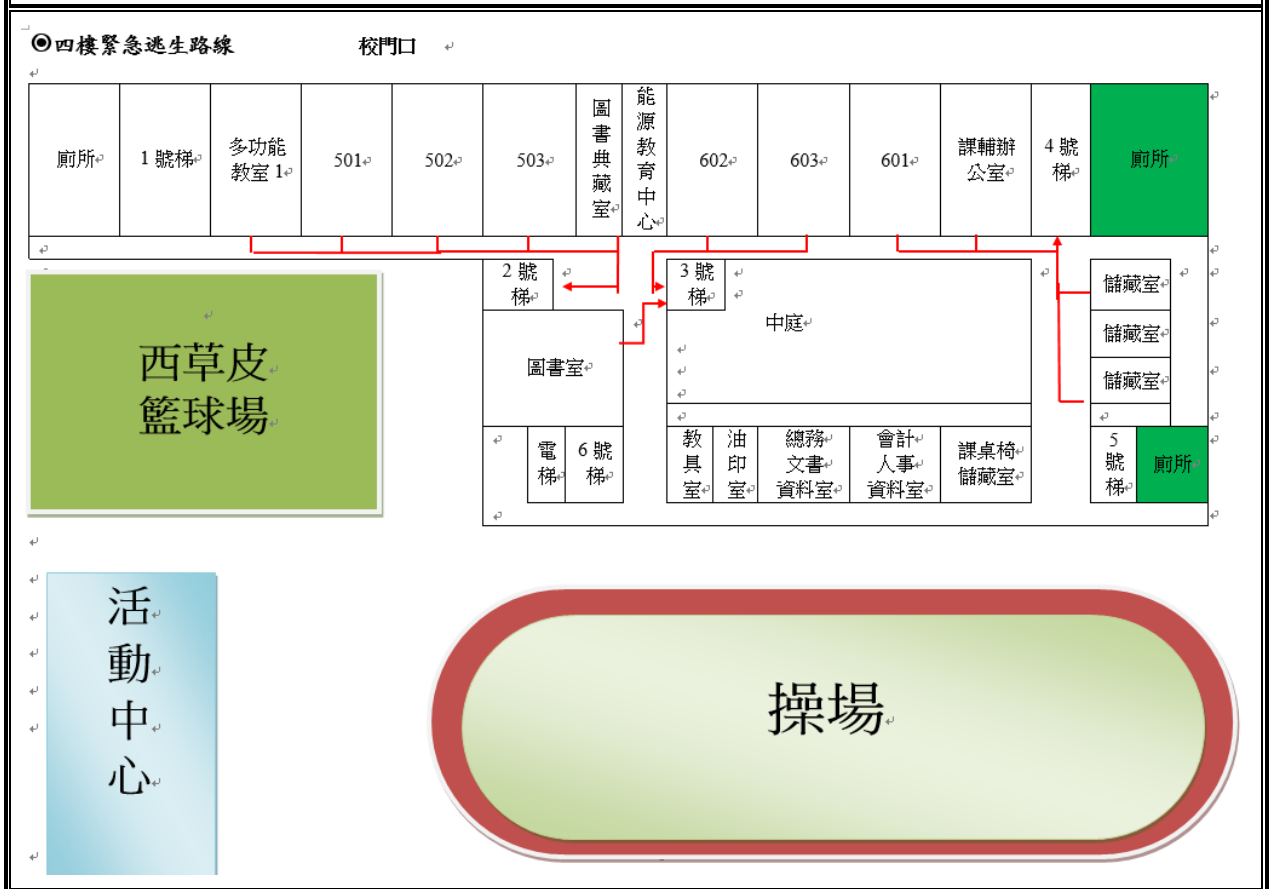 ◉四樓緊急逃生路線 校門口
廁所
1 號梯
多功能
教室 1
501
502
503
圖書典藏室
能源教育中心
602
603
601
課輔辦
公室
4 號
梯
廁所
2 號
梯
3 號
梯
中庭
儲藏室
儲藏室
儲藏室
圖書室
西草皮
籃球場
電梯
6 號
梯
教具室
油印室
總務
文書
資料室
會計
人事
資料室
課桌椅
儲藏室
5
號
梯
廁所
活動中心
操場